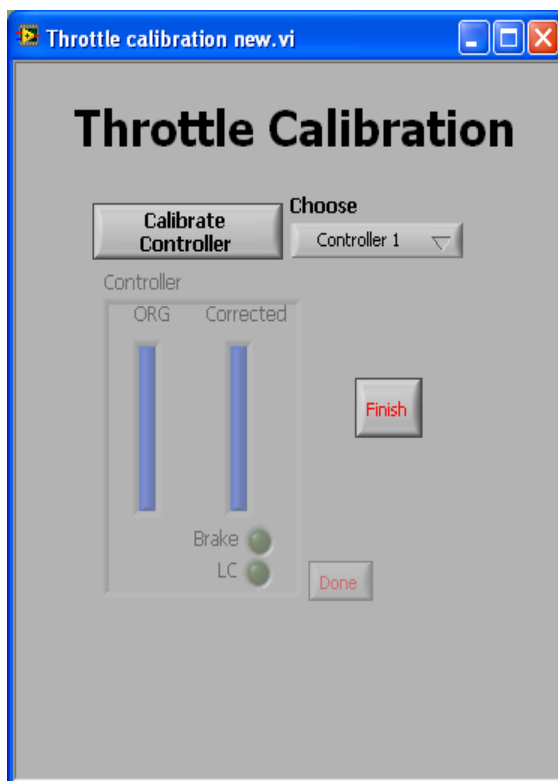 Throttle calibration new.vi
Throttle Calibration
Choose
Calibrate
Controller
Controller 1
Controller
ORG Corrected
Finish
Brake
LC
Done